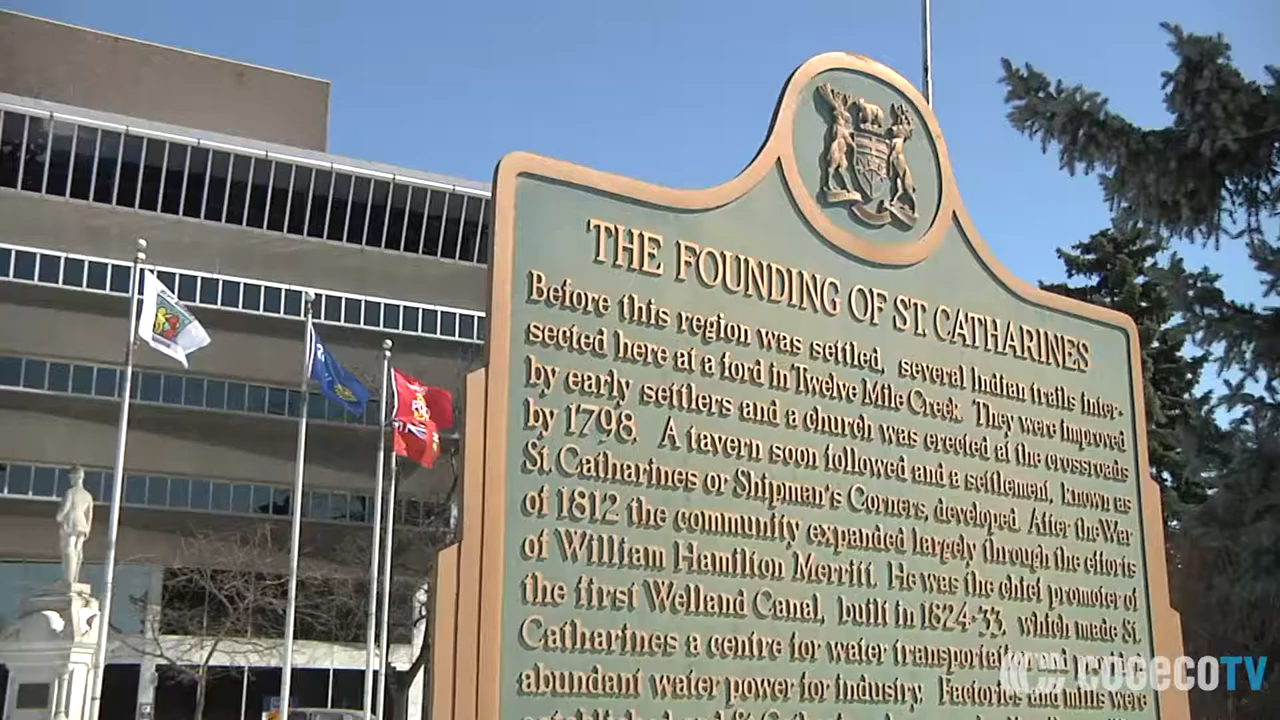 THE FOUNDING OF ST. CATHARINES
Before this region was settled, several Indian trails inter-
sected here at a ford in Twelve Mile Creek. They were improved
by early settlers and a church was erected at the crossroads
by 1798. A tavern soon followed and a settlement, known as
St. Catharines or Shipman's Corners, developed. After the War
of 1812 the community expanded largely through the efforts
of William Hamilton Merritt. He was the chief promoter of
the first Welland Canal, built in 1824-33, which made St.
Catharines a centre for water
abundant water power for industry. Factories and mills were
established and St.
COGECOTV